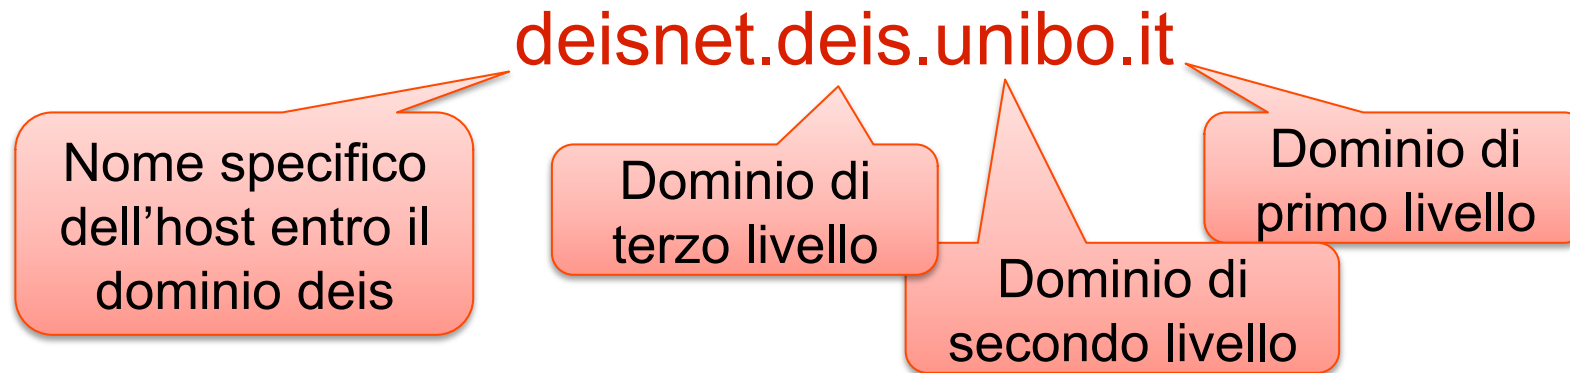 deisnet.deis.unibo.it
Nome specifico
dell’host entro il
dominio deis
Dominio di
terzo livello
Dominio di
secondo livello
Dominio di
primo livello